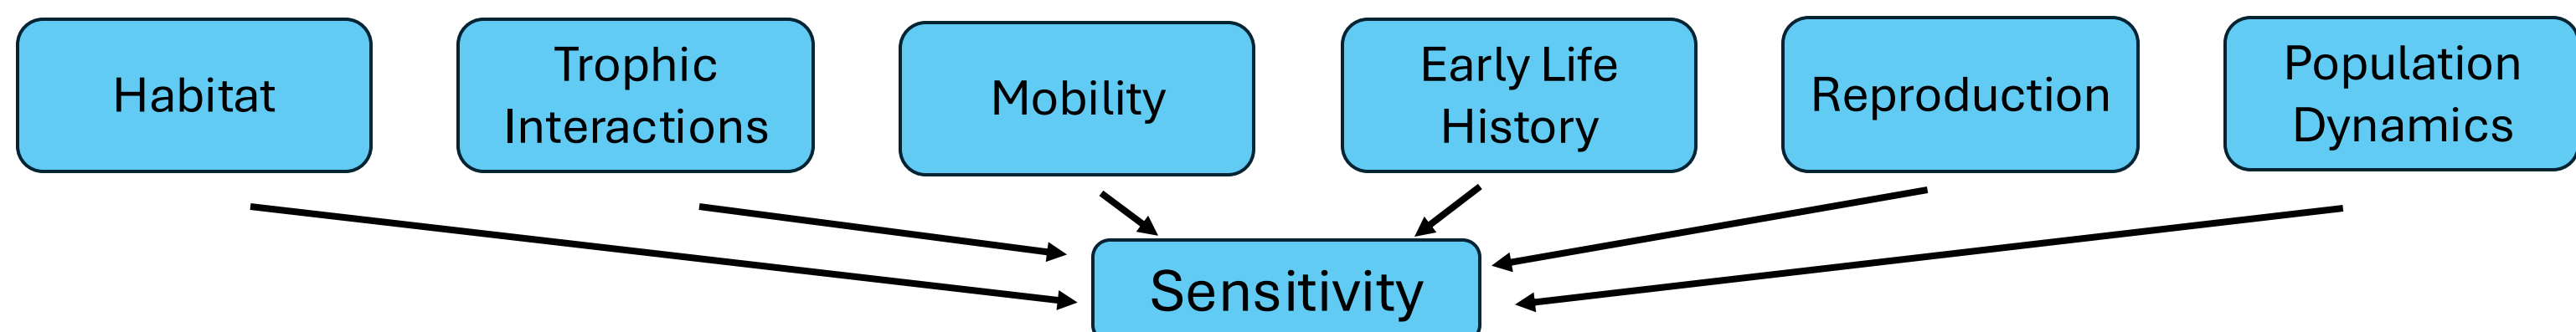 Habitat
Trophic
Interactions
Mobility
Early Life
History
Reproduction
Population
Dynamics
Sensitivity